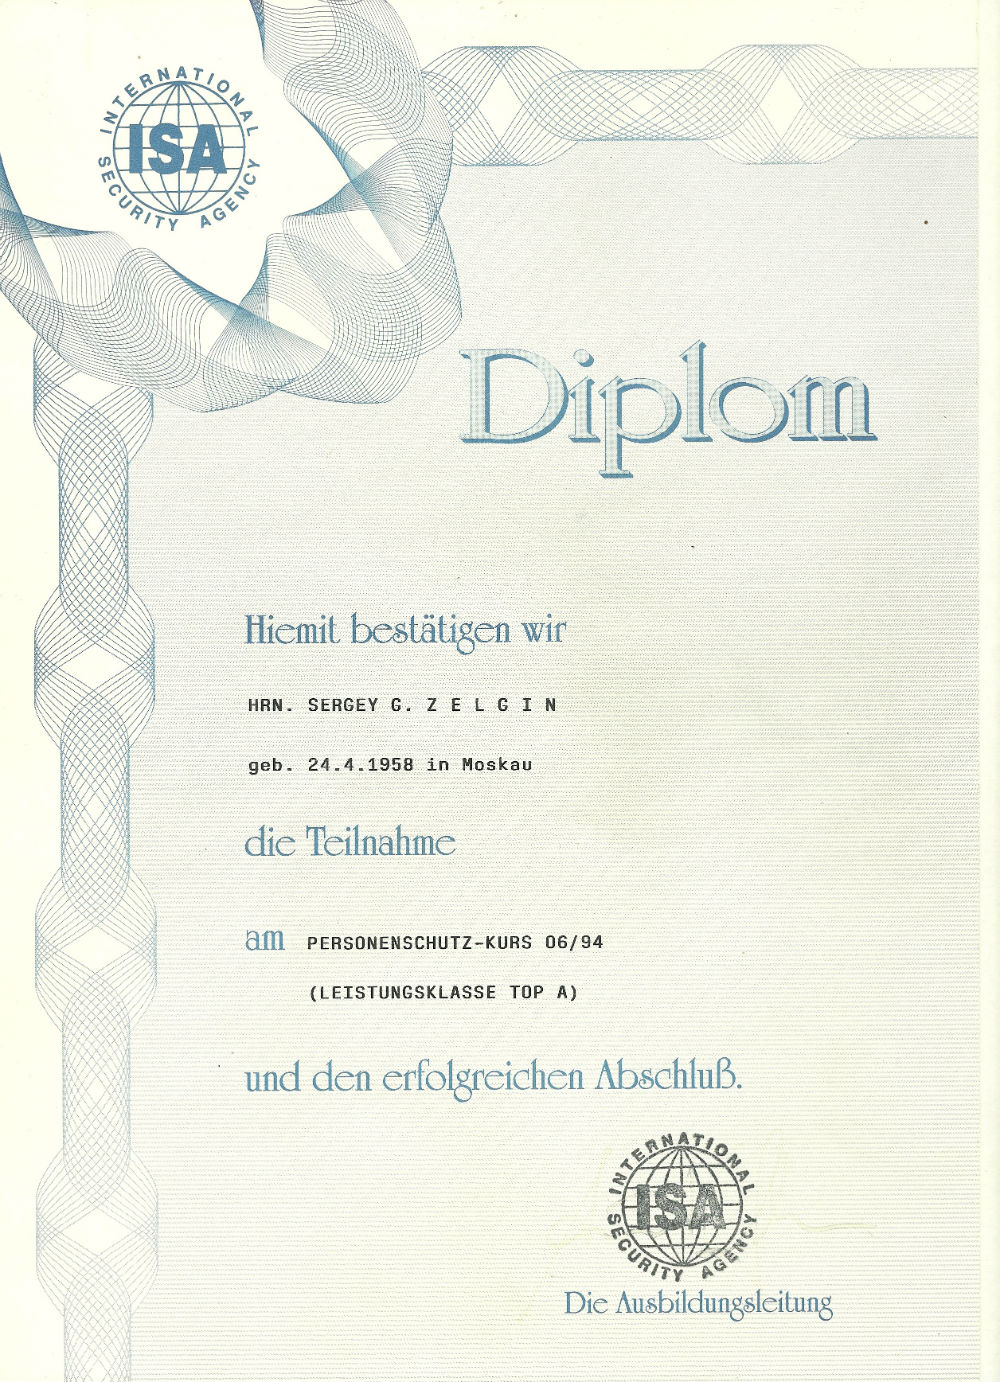 INTERNATIONAL
ISA
SECURITY AGENCY
Diplom
Hiemit bestätigen wir
HRN. SERGEY G. Z E L G I N
geb. 24.4.1958 in Moskau
die Teilnahme
am PERSONENSCHUTZ-KURS 06/94
(LEISTUNGSKLASSE TOP A)
und den erfolgreichen Abschluß.
INTERNATIONAL
ISA
SECURITY AGENCY
Die Ausbildungsleitung